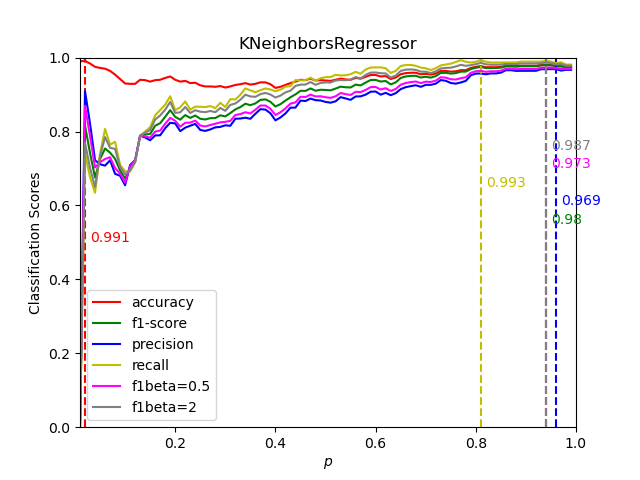 KNeighborsRegressor
Classification Scores
1.0
0.8
0.6
0.4
0.2
0.0
0.987
0.973
0.993
0.969
0.98
0.991
accuracy
f1-score
precision
recall
f1beta=0.5
f1beta=2
0.2 0.4 0.6 0.8 1.0
p